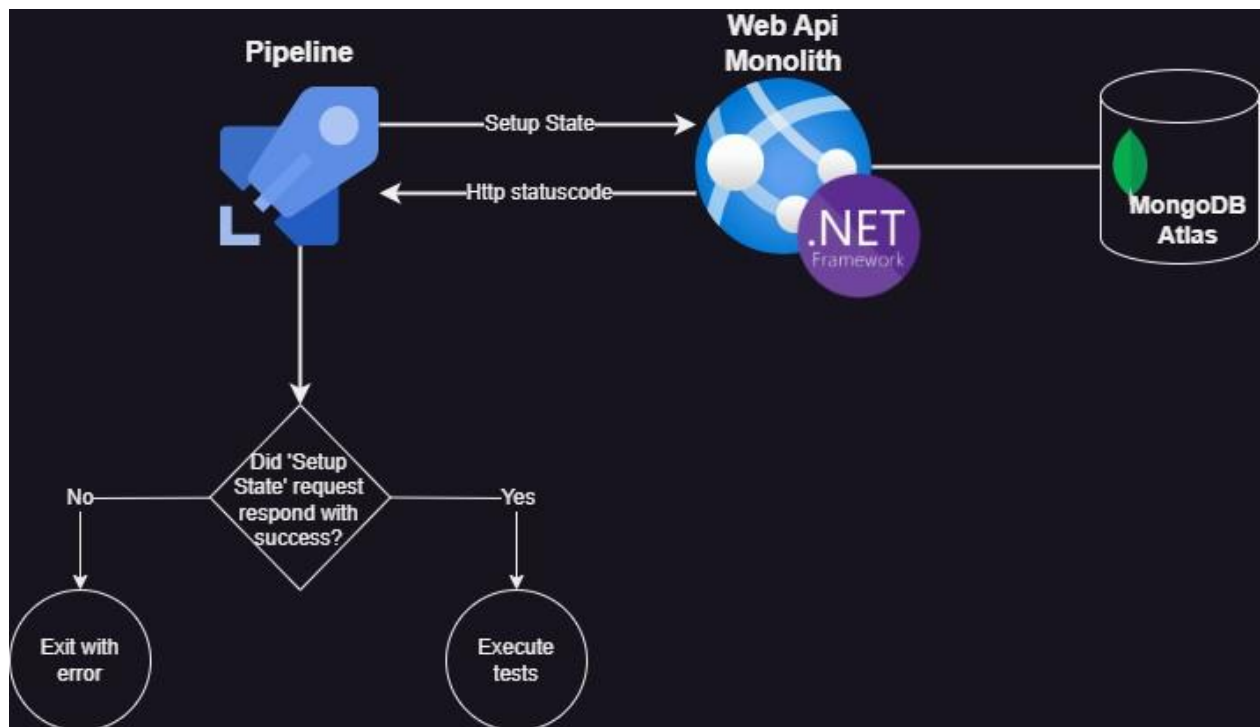 Pipeline
Web Api
Monolith
Setup State
Http statuscode
.NET
Framework
MongoDB
Atlas
Did 'Setup
State' request
respond with
success?
No
Yes
Exit with
error
Execute
tests